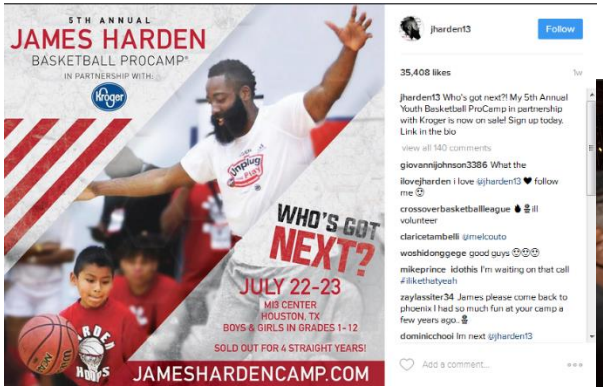 5TH ANNUAL
JAMES HARDEN
BASKETBALL PROCAMP®
IN PARTNERSHIP WITH:
Kroger
Unplug
HARDEN
HOOPS
WHO'S GOT
NEXT?
JULY 22-23
MI3 CENTER
HOUSTON, TX
BOYS & GIRLS IN GRADES 1-12
SOLD OUT FOR 4 STRAIGHT YEARS!
JAMESHARDENCAMP.COM
jharden13
Follow
35,408 likes
1w
jharden13 Who's got next?! My 5th Annual
Youth Basketball ProCamp in partnership
with Kroger is now on sale! Sign up today.
Link in the bio
view all 140 comments
giovannijohnson3386 What the
ilovejharden i love @jharden13 🖤 follow
me
crossoverbasketballleague ill
volunteer
claricetambelli @melcouto
woshidonggege good guys
mikeprince_idothis I'm waiting on that call
#ilikethatyeah
zaylassiter34 James please come back to
phoenix I had so much fun at your camp a
few years ago..
dominicchooi Im next @jharden13
Add a comment...